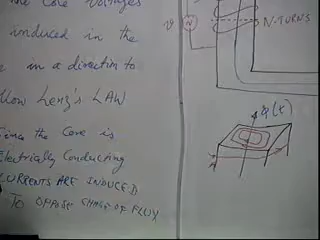 the Core Voltages
induced in the
in a direction to
llow Lenz's LAW
Since the Core is
Electrically Conducting
CURRENTS ARE INDUCED
TO OPPOSE CHANGE OF FLUX
N-TURNS
(t)